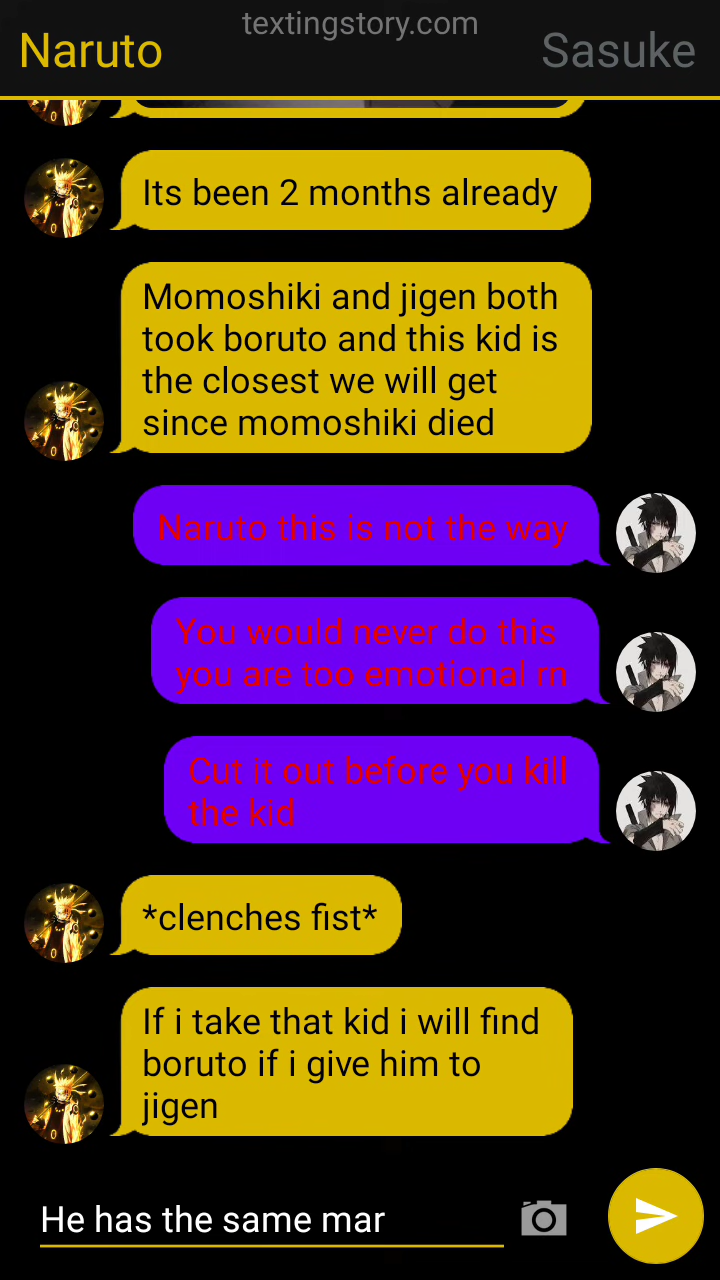 textingstory.com
Naruto
Sasuke
Its been 2 months already
Momoshiki and jigen both
took boruto and this kid is
the closest we will get
since momoshiki died
Naruto this is not the way
You would never do this
you are too emotional rn
Cut it out before you kill
the kid
*clenches fist*
If i take that kid i will find
boruto if i give him to
jigen
He has the same mar